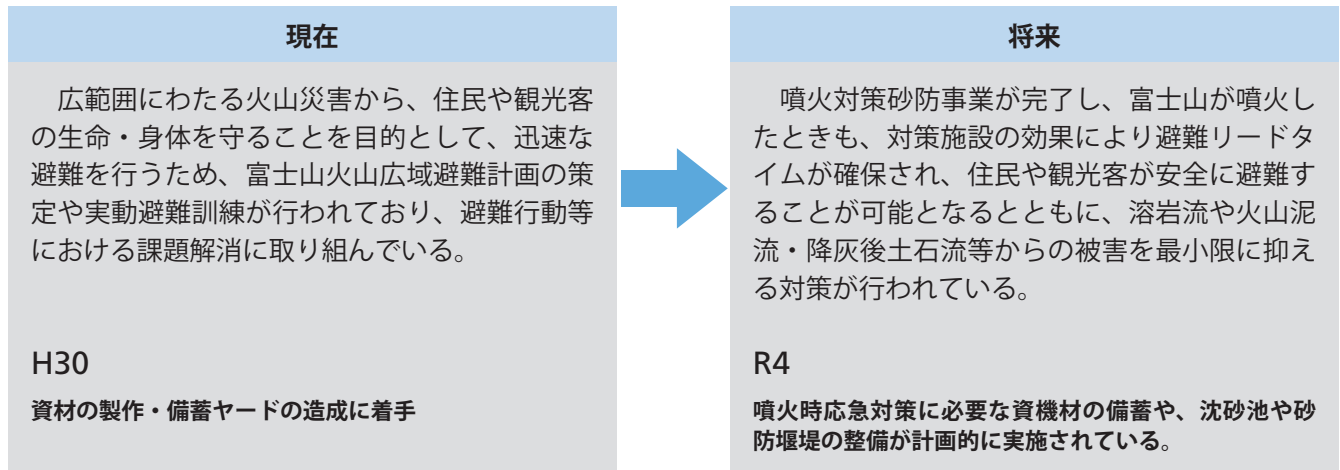 現在
広範囲にわたる火山災害から、住民や観光客
の生命・身体を守ることを目的として、迅速な
避難を行うため、富士山火山広域避難計画の策
定や実動避難訓練が行われており、避難行動等
における課題解消に取り組んでいる。
H30
資材の製作・備蓄ヤードの造成に着手
将来
噴火対策砂防事業が完了し、富士山が噴火し
たときも、対策施設の効果により避難リードタ
イムが確保され、住民や観光客が安全に避難す
ることが可能となるとともに、溶岩流や火山泥
流・降灰後土石流等からの被害を最小限に抑え
る対策が行われている。
R4
噴火時応急対策に必要な資機材の備蓄や、沈砂池や砂
防堰堤の整備が計画的に実施されている。